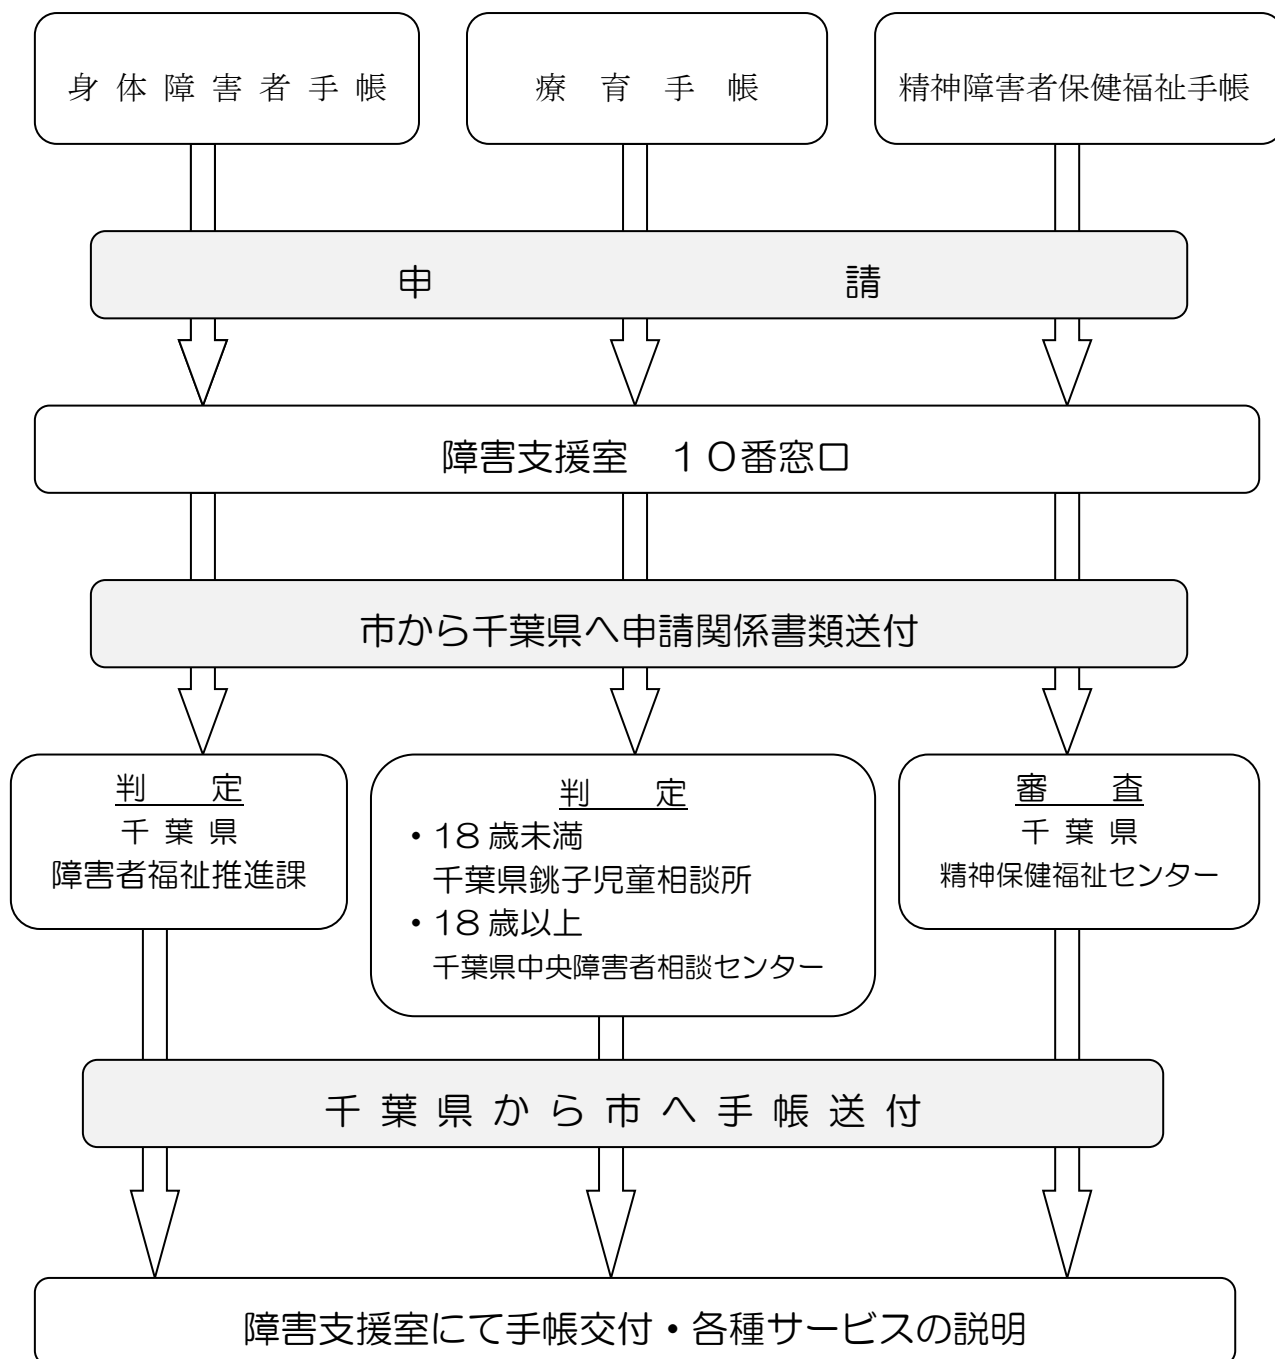 身体障害者手帳
療育手帳
精神障害者保健福祉手帳
申請
障害支援室　１０番窓口
市から千葉県へ申請関係書類送付
判　定
千葉県
障害者福祉推進課
判　定
・18歳未満
千葉県銚子児童相談所
・18歳以上
千葉県中央障害者相談センター
審　査
千葉県
精神保健福祉センター
千葉県から市へ手帳送付
障害支援室にて手帳交付・各種サービスの説明